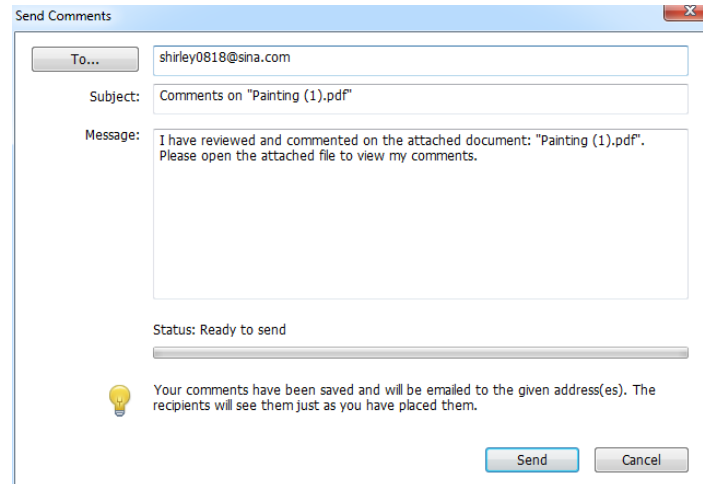 Send Comments
To...
shirley0818@sina.com
Subject:
Comments on "Painting (1).pdf"
Message:
I have reviewed and commented on the attached document: "Painting (1).pdf".
Please open the attached file to view my comments.
Status: Ready to send
Your comments have been saved and will be emailed to the given address(es). The
recipients will see them just as you have placed them.
Send
Cancel